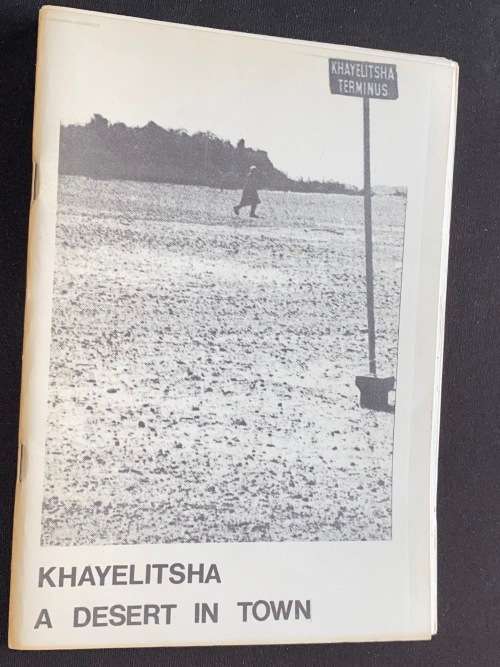 KHAYELITSHA
TERMINUS
KHAYELITSHA
A DESERT IN TOWN